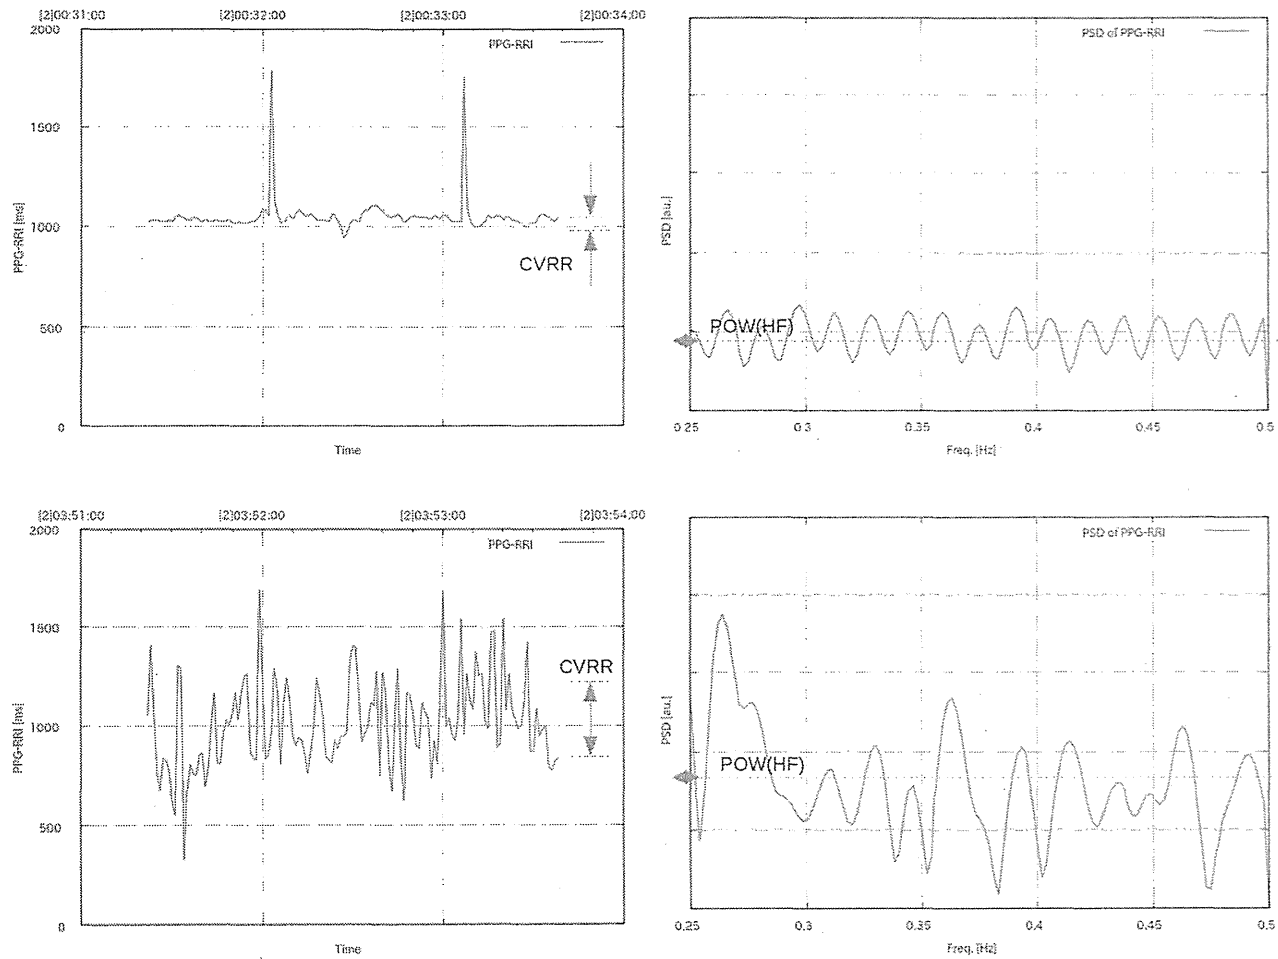 [2]00:31:00 [2]00:32:00 [2]00:33:00 [2]00:34:00
2000
PPG-RRI
1500
1000
500
0
PPG-RRI [ms]
CVRR
Time
PSD of PPG-RRI
PSD [a.u.]
POW(HF)
0.25 0.3 0.35 0.4 0.45 0.5
Freq. [Hz]
[2]03:51:00 [2]03:52:00 [2]03:53:00 [2]03:54:00
2000
PPG-RRI
1500
1000
500
0
PPG-RRI [ms]
CVRR
Time
PSD of PPG-RRI
PSD [a.u.]
POW(HF)
0.25 0.3 0.35 0.4 0.45 0.5
Freq. [Hz]